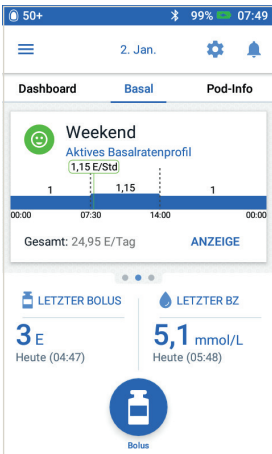 50+ 99% 07:49
2. Jan.
Dashboard Basal Pod-Info
Weekend
Aktives Basalratenprofil
1,15 E/Std
1 1,15 1
00:00 07:30 14:00 00:00
Gesamt: 24,95 E/Tag ANZEIGE
LETZTER BOLUS LETZTER BZ
3 E 5,1 mmol/L
Heute (04:47) Heute (05:48)
Bolus